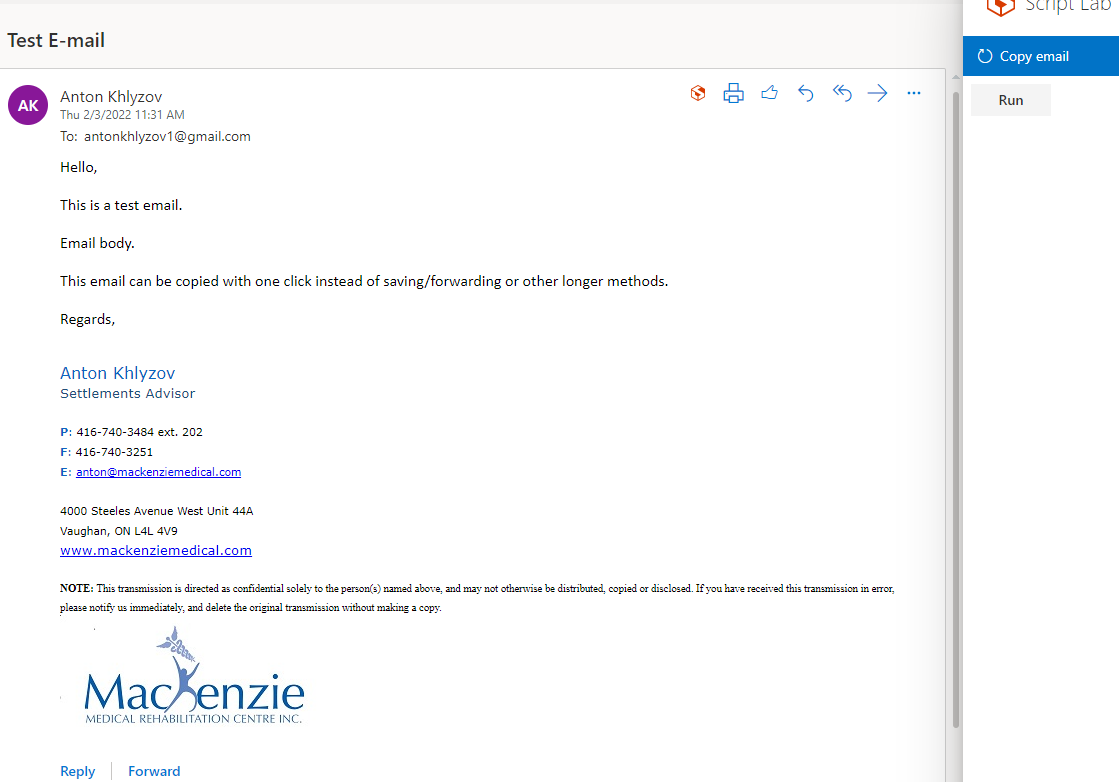 Script Lab
Test E-mail
Copy email
AK
Anton Khlyzov
Thu 2/3/2022 11:31 AM
To: antonkhlyzov1@gmail.com
Run
Hello,
This is a test email.
Email body.
This email can be copied with one click instead of saving/forwarding or other longer methods.
Regards,
Anton Khlyzov
Settlements Advisor
P: 416-740-3484 ext. 202
F: 416-740-3251
E: anton@mackenziemedical.com
4000 Steeles Avenue West Unit 44A
Vaughan, ON L4L 4V9
www.mackenziemedical.com
NOTE: This transmission is directed as confidential solely to the person(s) named above, and may not otherwise be distributed, copied or disclosed. If you have received this transmission in error,
please notify us immediately, and delete the original transmission without making a copy.
MacKenzie
MEDICAL REHABILITATION CENTRE INC.
Reply
Forward